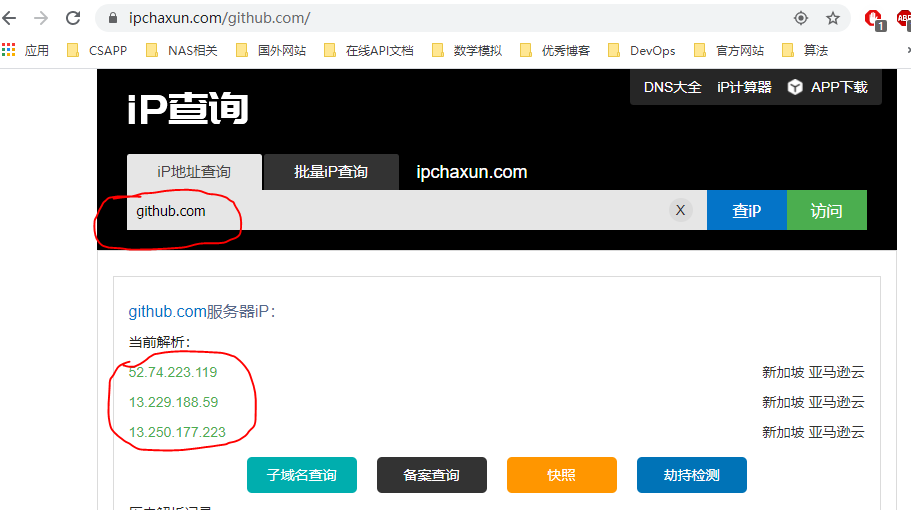 ipchaxun.com/github.com/
1
ABP
应用 CSAPP NAS相关 国外网站 在线API文档 数学模拟 优秀博客 DevOps 官方网站 算法
DNS大全 iP计算器 APP下载
iP查询
iP地址查询 批量iP查询 ipchaxun.com
github.com X 查iP 访问
github.com服务器iP：
当前解析：
52.74.223.119 新加坡 亚马逊云
13.229.188.59 新加坡 亚马逊云
13.250.177.223 新加坡 亚马逊云
子域名查询 备案查询 快照 劫持检测